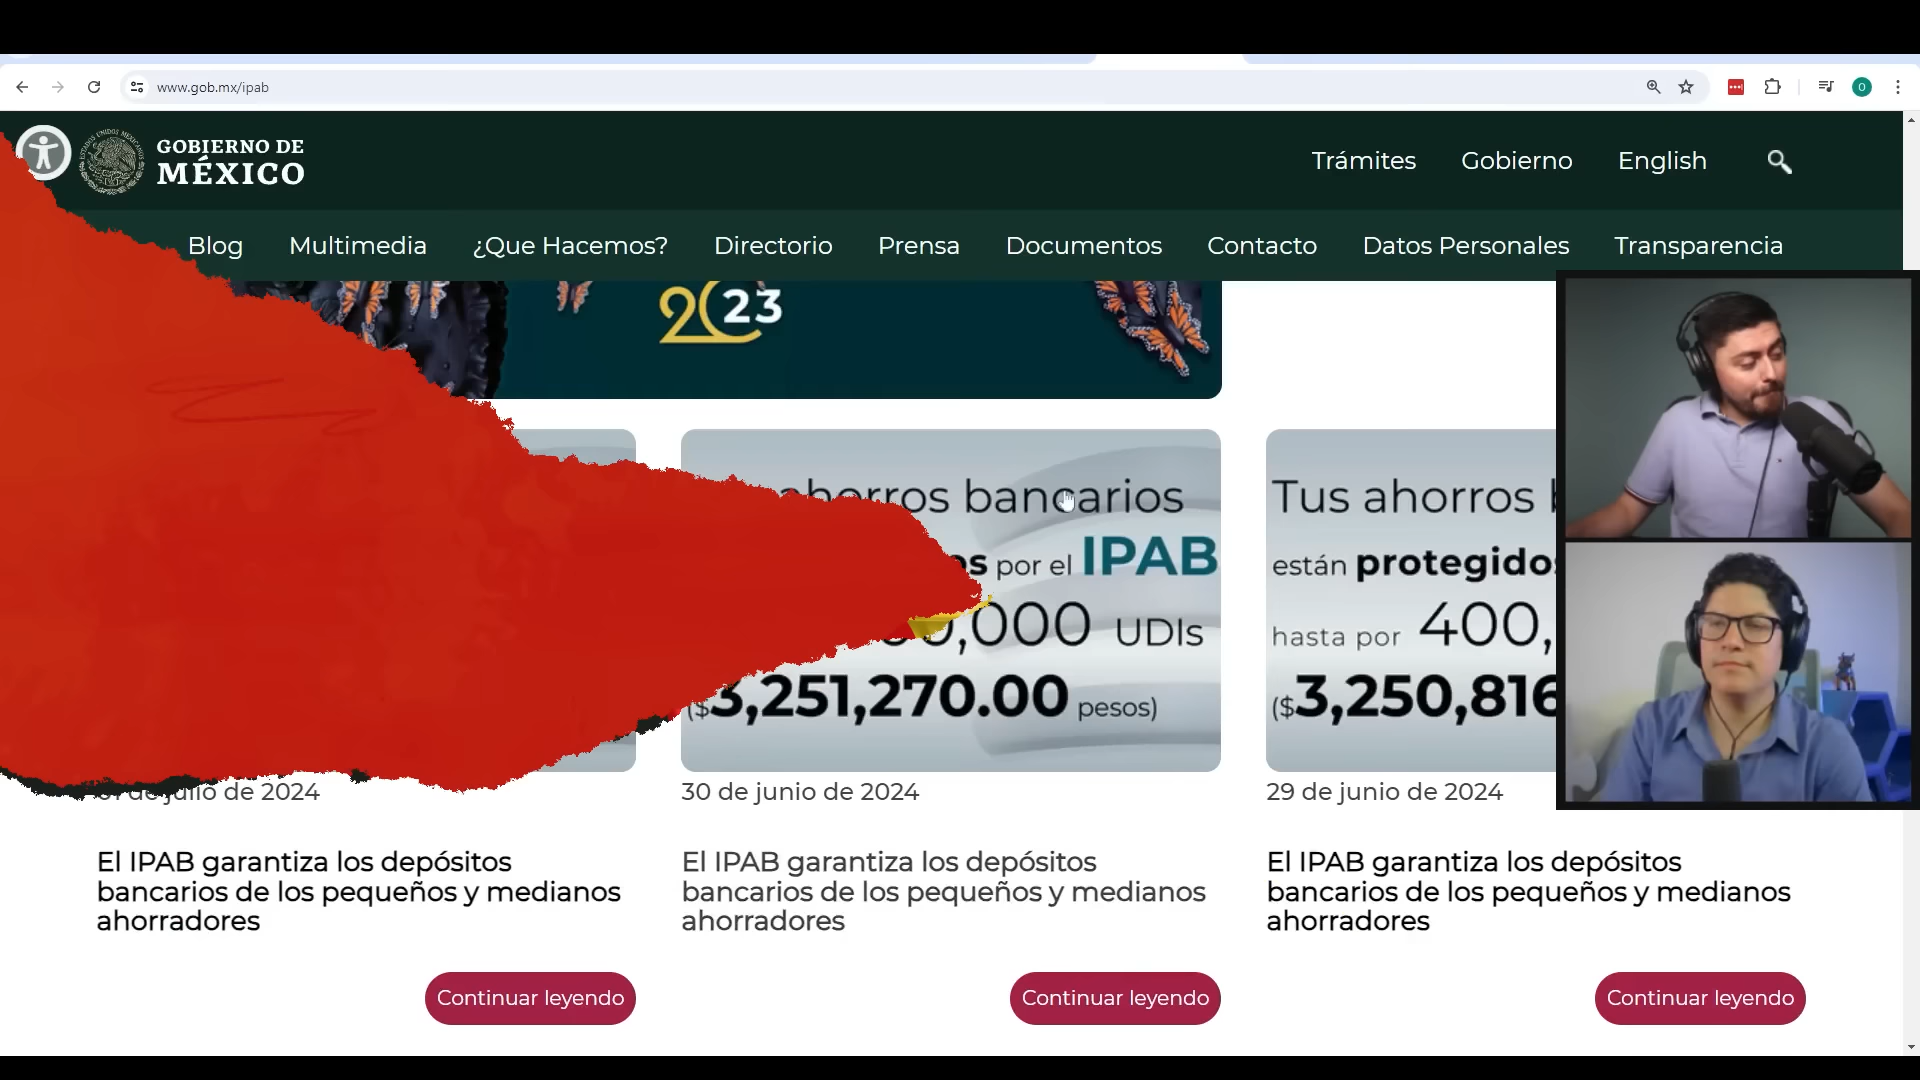 www.gob.mx/ipab
O
GOBIERNO DE
MÉXICO
Trámites Gobierno English
Blog Multimedia ¿Que Hacemos? Directorio Prensa Documentos Contacto Datos Personales Transparencia
2023
ahorros bancarios
por el IPAB
,000 UDIs
($3,251,270.00 pesos)
Tus ahorros
están protegidos
hasta por 400,
($3,250,816
julio de 2024
30 de junio de 2024
29 de junio de 2024
El IPAB garantiza los depósitos
bancarios de los pequeños y medianos
ahorradores
El IPAB garantiza los depósitos
bancarios de los pequeños y medianos
ahorradores
El IPAB garantiza los depósitos
bancarios de los pequeños y medianos
ahorradores
Continuar leyendo
Continuar leyendo
Continuar leyendo